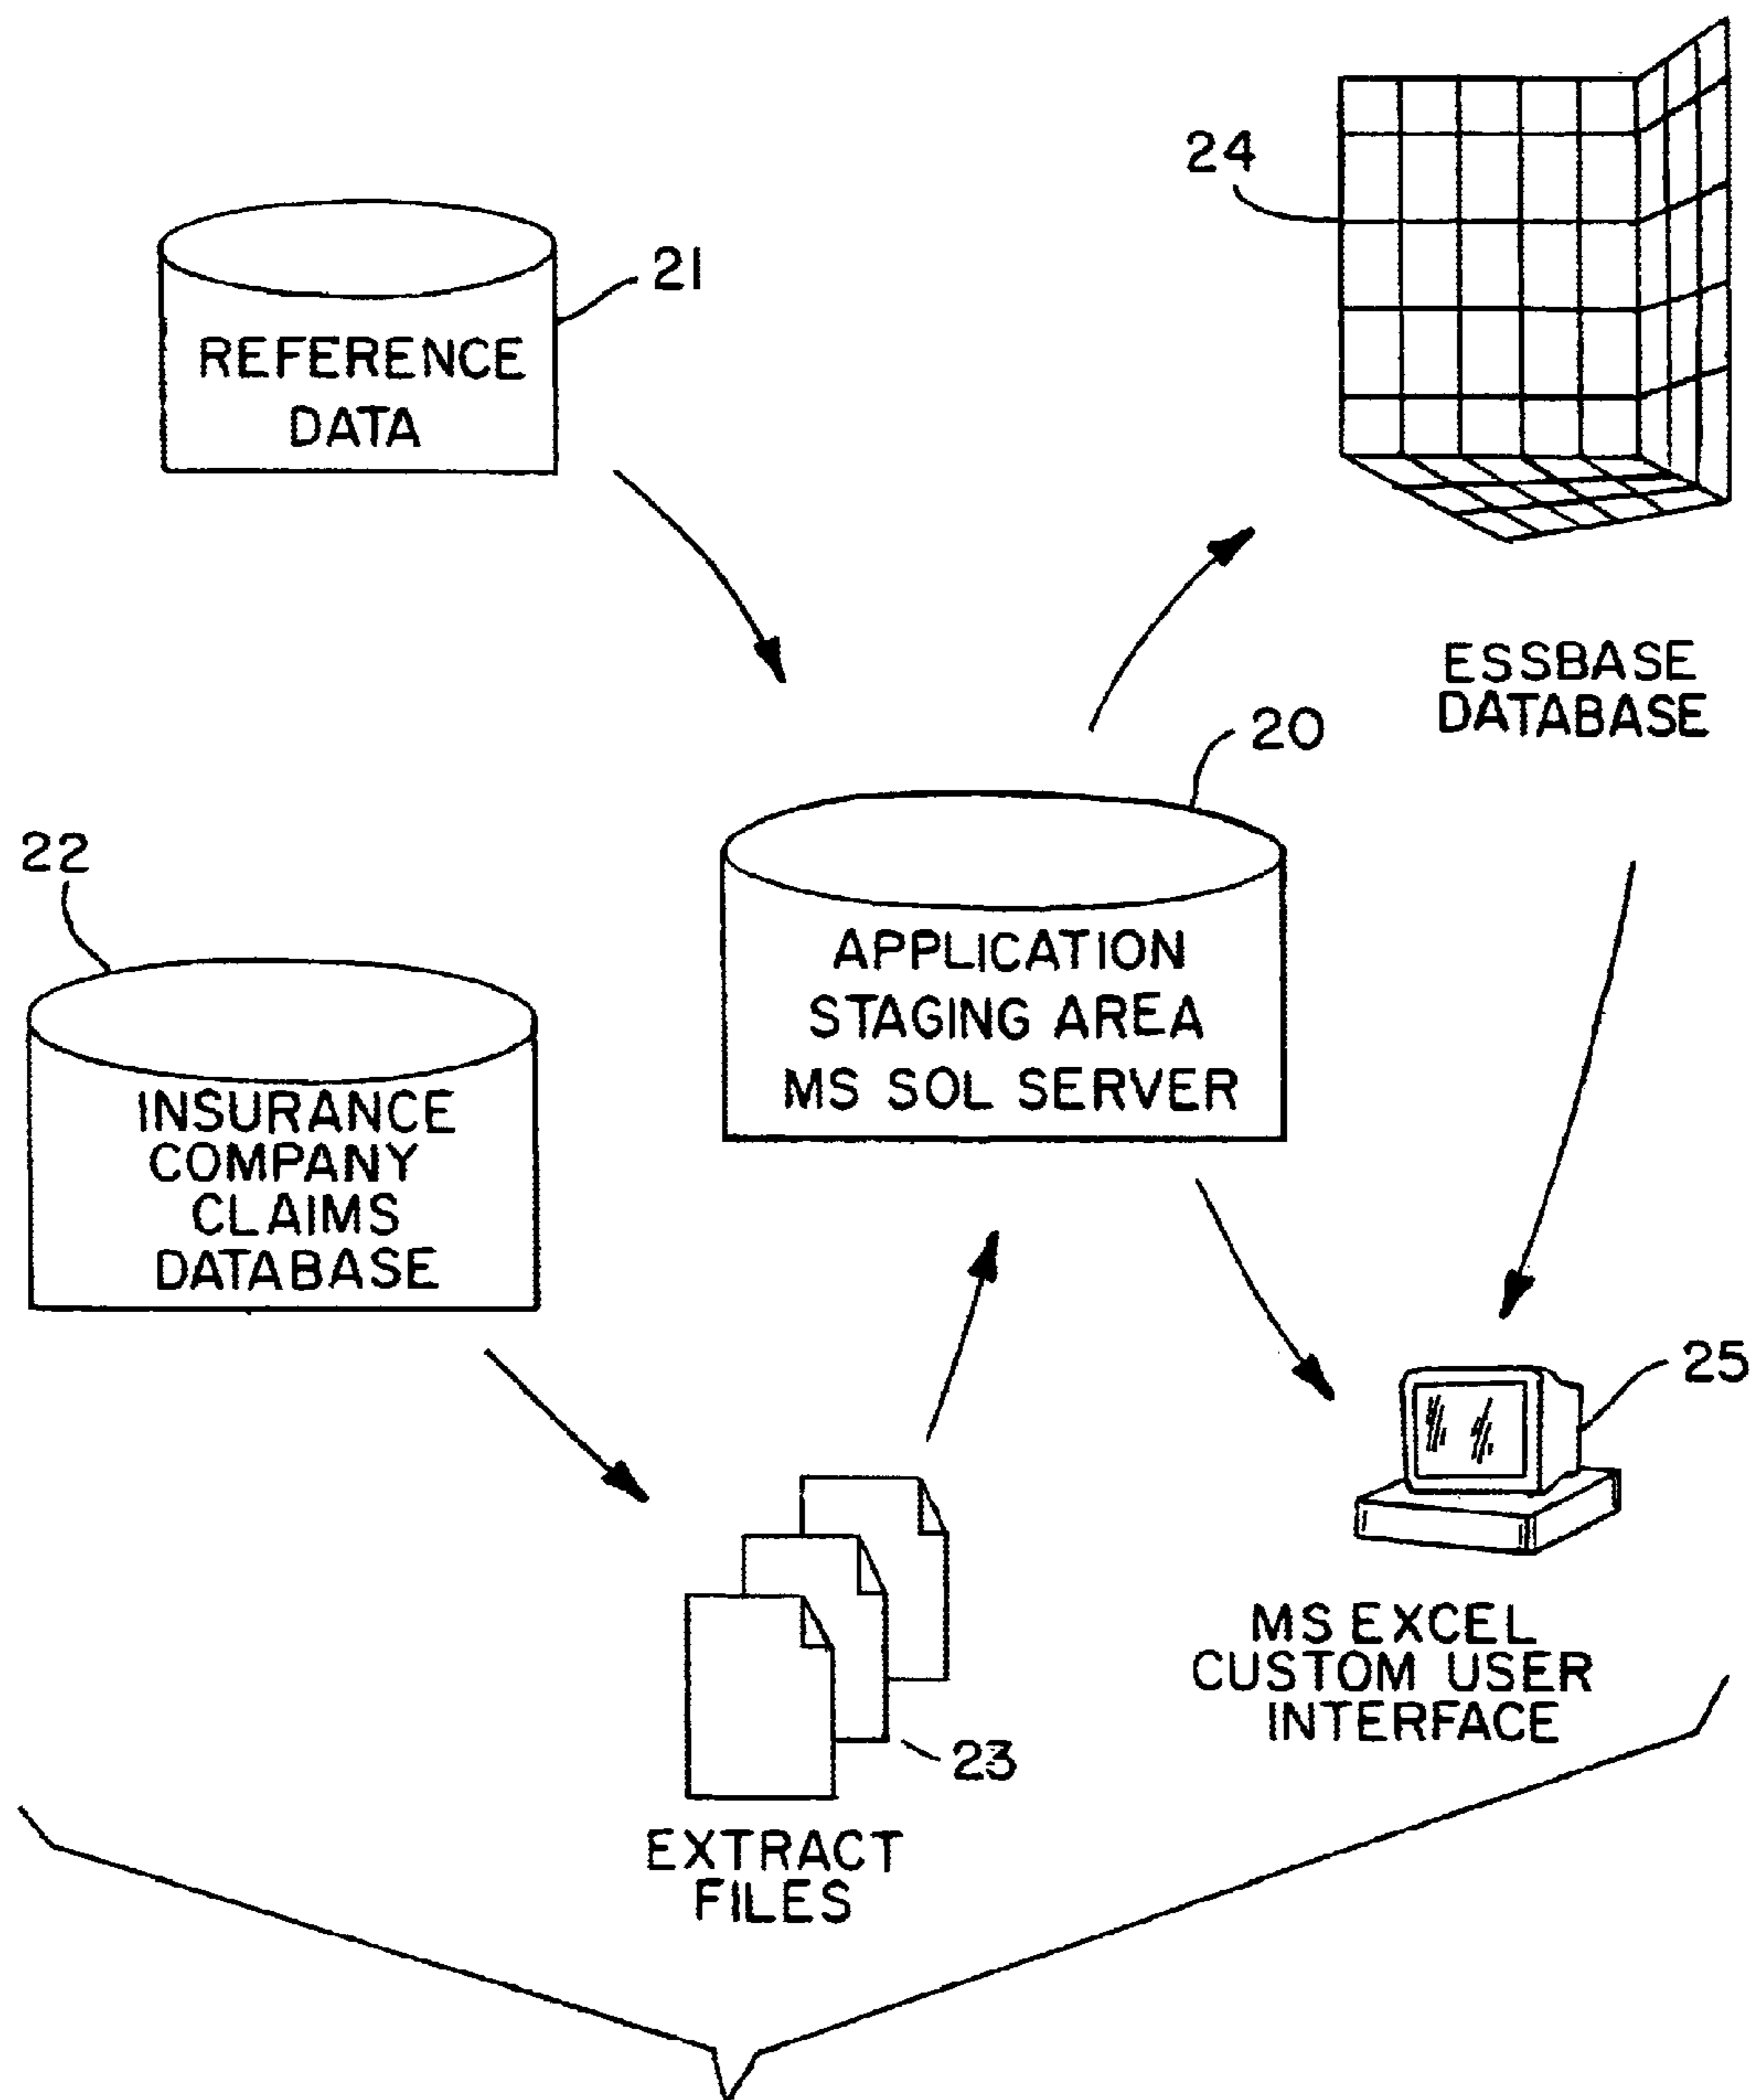 24
21
REFERENCE
DATA
ESSBASE
DATABASE
20
22
APPLICATION
STAGING AREA
MS SOL SERVER
INSURANCE
COMPANY
CLAIMS
DATABASE
25
MS EXCEL
CUSTOM USER
INTERFACE
23
EXTRACT
FILES